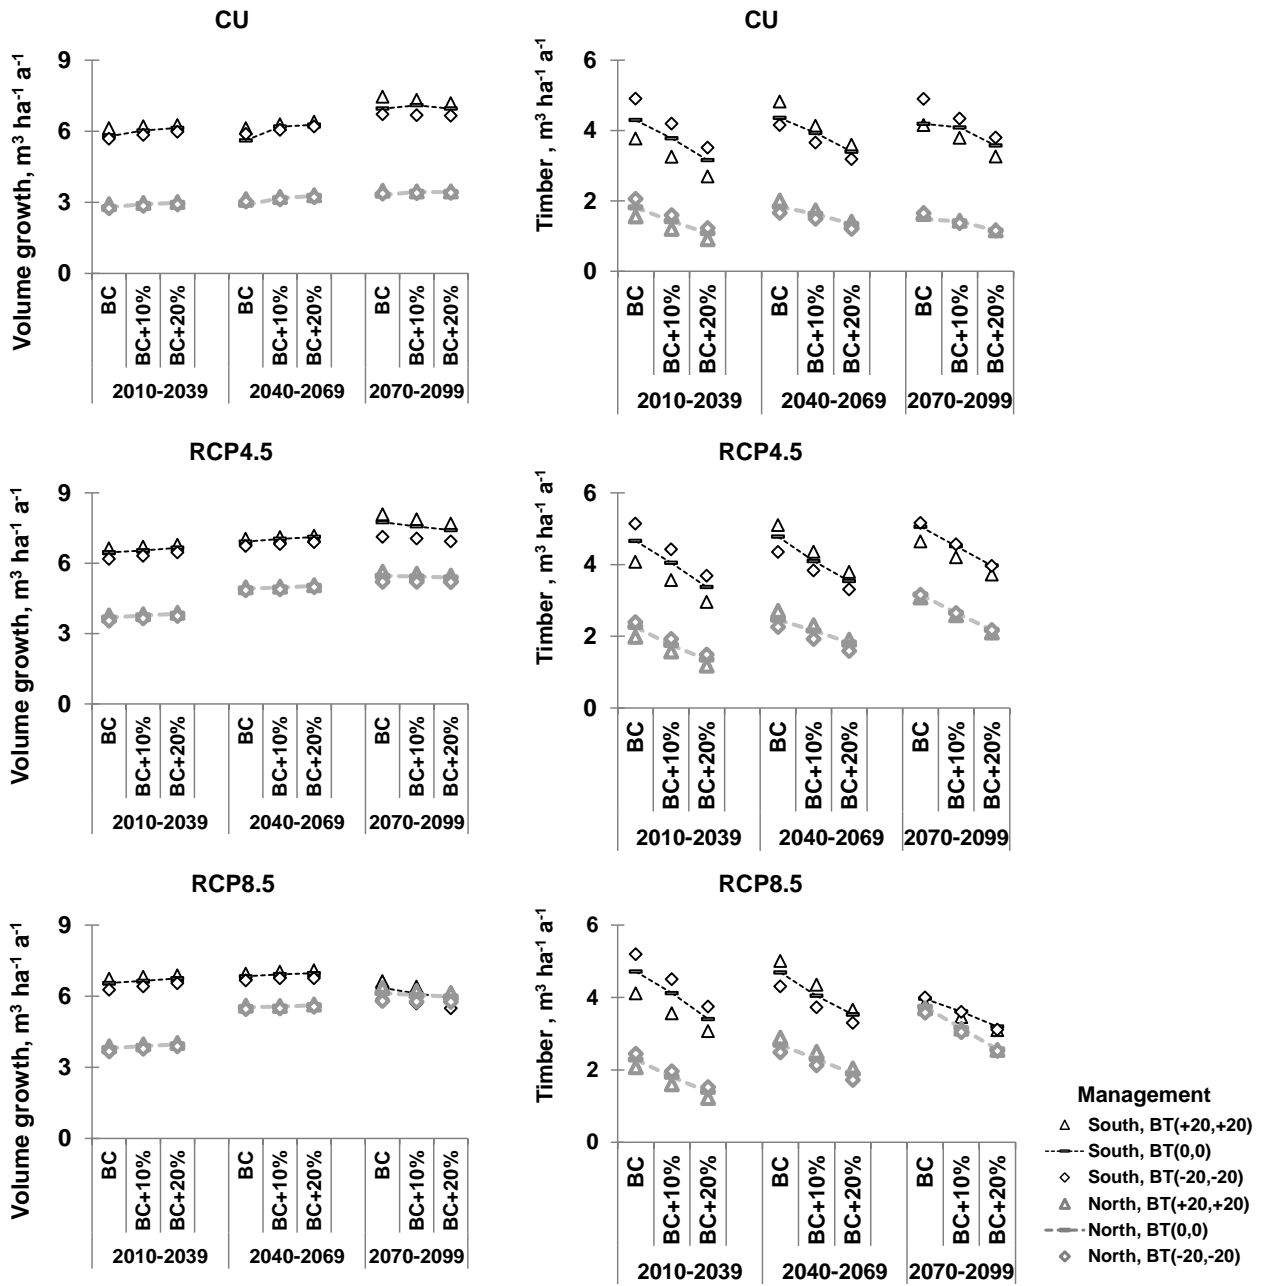 CU
Volume growth, m³ ha⁻¹ a⁻¹
9
6
3
0
BC
BC+10%
BC+20%
BC
BC+10%
BC+20%
BC
BC+10%
BC+20%
2010-2039
2040-2069
2070-2099
CU
Timber , m³ ha⁻¹ a⁻¹
6
4
2
0
BC
BC+10%
BC+20%
BC
BC+10%
BC+20%
BC
BC+10%
BC+20%
2010-2039
2040-2069
2070-2099
RCP4.5
Volume growth, m³ ha⁻¹ a⁻¹
9
6
3
0
BC
BC+10%
BC+20%
BC
BC+10%
BC+20%
BC
BC+10%
BC+20%
2010-2039
2040-2069
2070-2099
RCP4.5
Timber , m³ ha⁻¹ a⁻¹
6
4
2
0
BC
BC+10%
BC+20%
BC
BC+10%
BC+20%
BC
BC+10%
BC+20%
2010-2039
2040-2069
2070-2099
RCP8.5
Volume growth, m³ ha⁻¹ a⁻¹
9
6
3
0
BC
BC+10%
BC+20%
BC
BC+10%
BC+20%
BC
BC+10%
BC+20%
2010-2039
2040-2069
2070-2099
RCP8.5
Timber , m³ ha⁻¹ a⁻¹
6
4
2
0
BC
BC+10%
BC+20%
BC
BC+10%
BC+20%
BC
BC+10%
BC+20%
2010-2039
2040-2069
2070-2099
Management
South, BT(+20,+20)
South, BT(0,0)
South, BT(-20,-20)
North, BT(+20,+20)
North, BT(0,0)
North, BT(-20,-20)